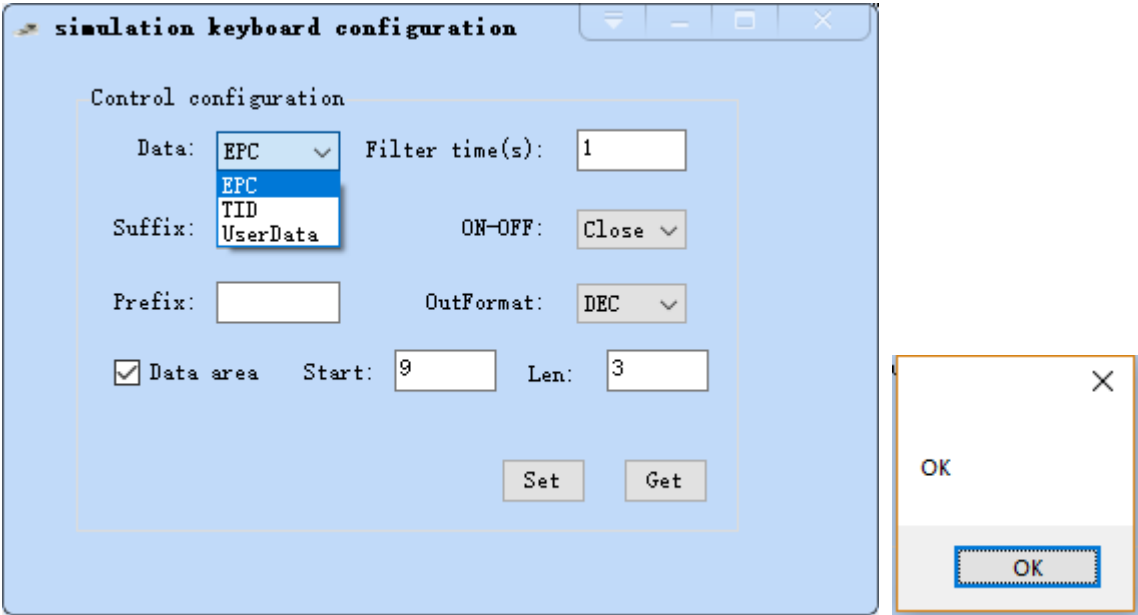 simulation keyboard configuration
Control configuration
Data: EPC Filter time(s): 1
EPC
TID
UserData
Suffix: ON-OFF: Close
Prefix: OutFormat: DEC
Data area Start: 9 Len: 3
Set Get
OK
OK